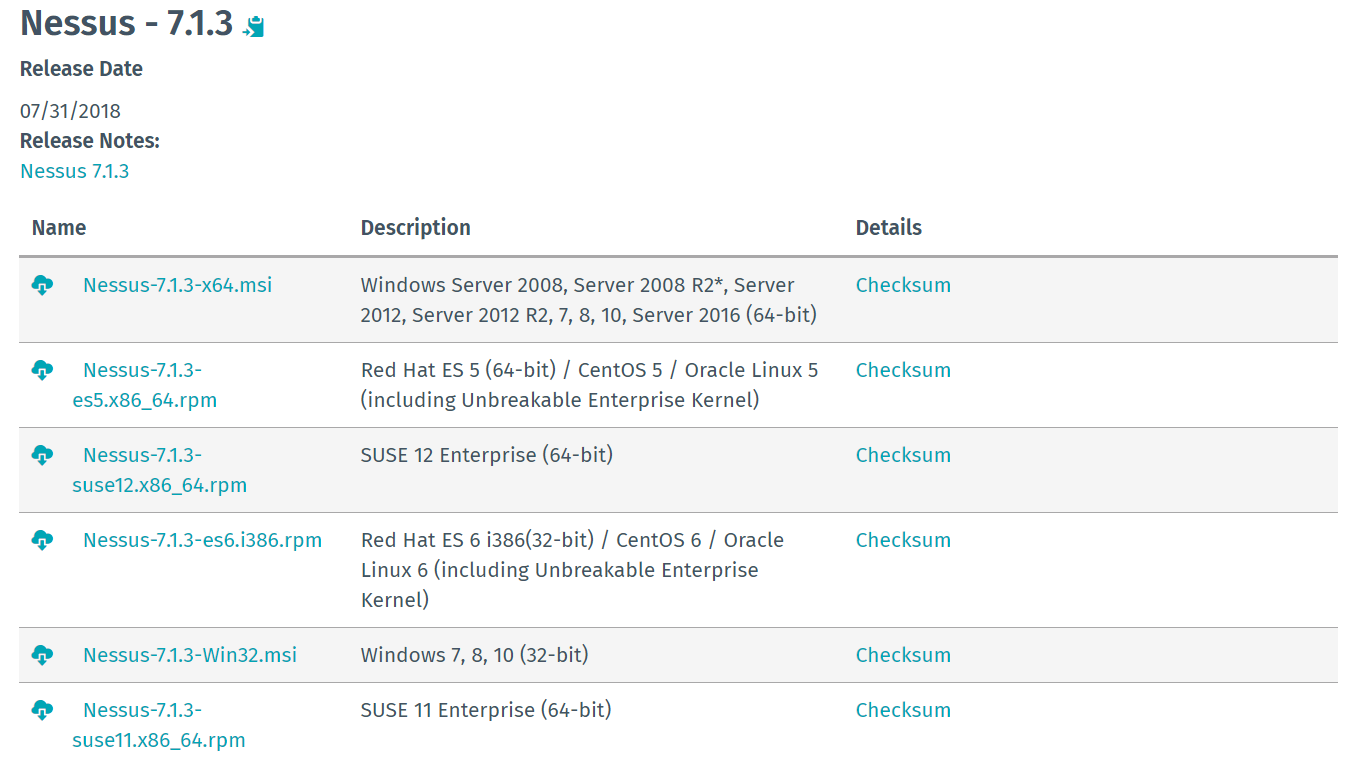 Nessus - 7.1.3
Release Date
07/31/2018
Release Notes:
Nessus 7.1.3
Name Description Details
Nessus-7.1.3-x64.msi Windows Server 2008, Server 2008 R2*, Server Checksum
2012, Server 2012 R2, 7, 8, 10, Server 2016 (64-bit)
Nessus-7.1.3- Red Hat ES 5 (64-bit) / CentOS 5 / Oracle Linux 5 Checksum
es5.x86_64.rpm (including Unbreakable Enterprise Kernel)
Nessus-7.1.3- SUSE 12 Enterprise (64-bit) Checksum
suse12.x86_64.rpm
Nessus-7.1.3-es6.i386.rpm Red Hat ES 6 i386(32-bit) / CentOS 6 / Oracle Checksum
Linux 6 (including Unbreakable Enterprise
Kernel)
Nessus-7.1.3-Win32.msi Windows 7, 8, 10 (32-bit) Checksum
Nessus-7.1.3- SUSE 11 Enterprise (64-bit) Checksum
suse11.x86_64.rpm